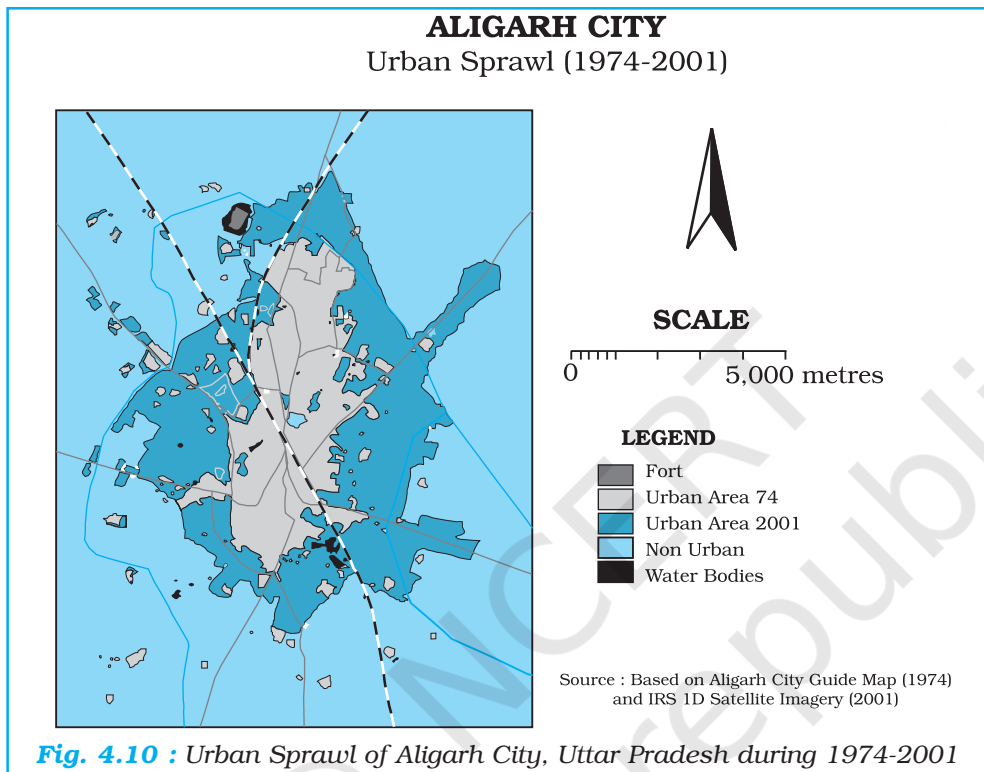 ALIGARH CITY
Urban Sprawl (1974-2001)
SCALE
0 5,000 metres
LEGEND
Fort
Urban Area 74
Urban Area 2001
Non Urban
Water Bodies
Source : Based on Aligarh City Guide Map (1974)
and IRS 1D Satellite Imagery (2001)
Fig. 4.10 : Urban Sprawl of Aligarh City, Uttar Pradesh during 1974-2001
NCERT
republi